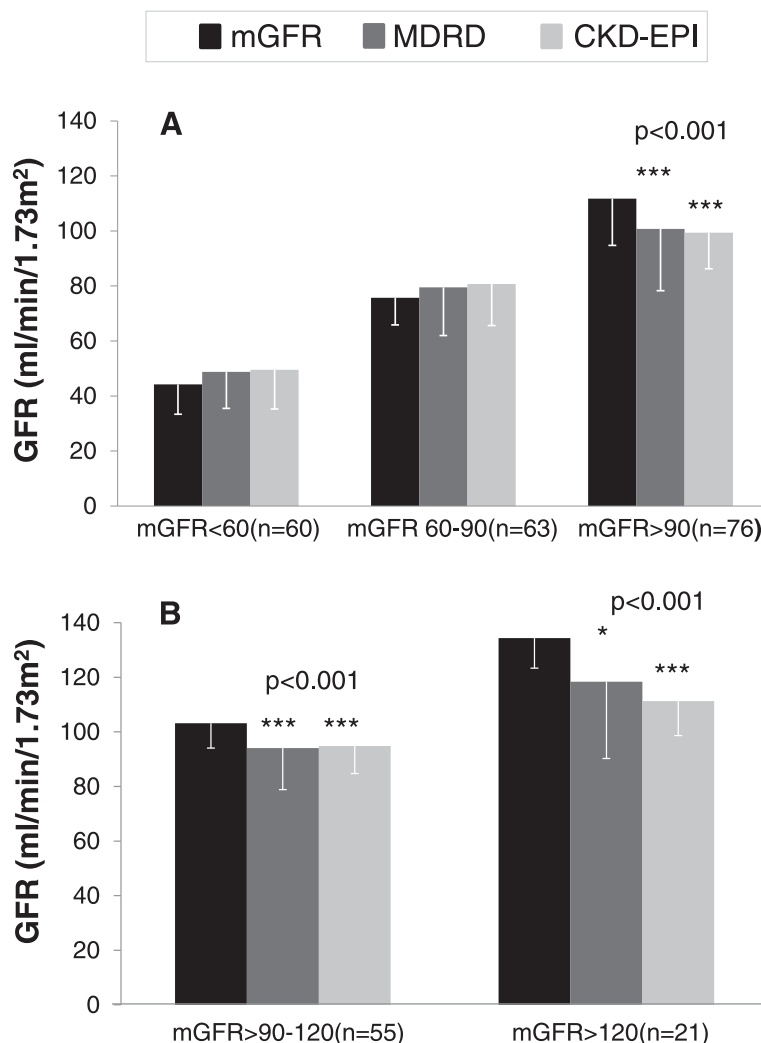 mGFR MDRD CKD-EPI
A
p<0.001
***
***
GFR (ml/min/1.73m²)
140
120
100
80
60
40
20
0
mGFR<60(n=60) mGFR 60-90(n=63) mGFR>90(n=76)
B
p<0.001
*
***
p<0.001
*** ***
GFR (ml/min/1.73m²)
140
120
100
80
60
40
20
0
mGFR>90-120(n=55) mGFR>120(n=21)